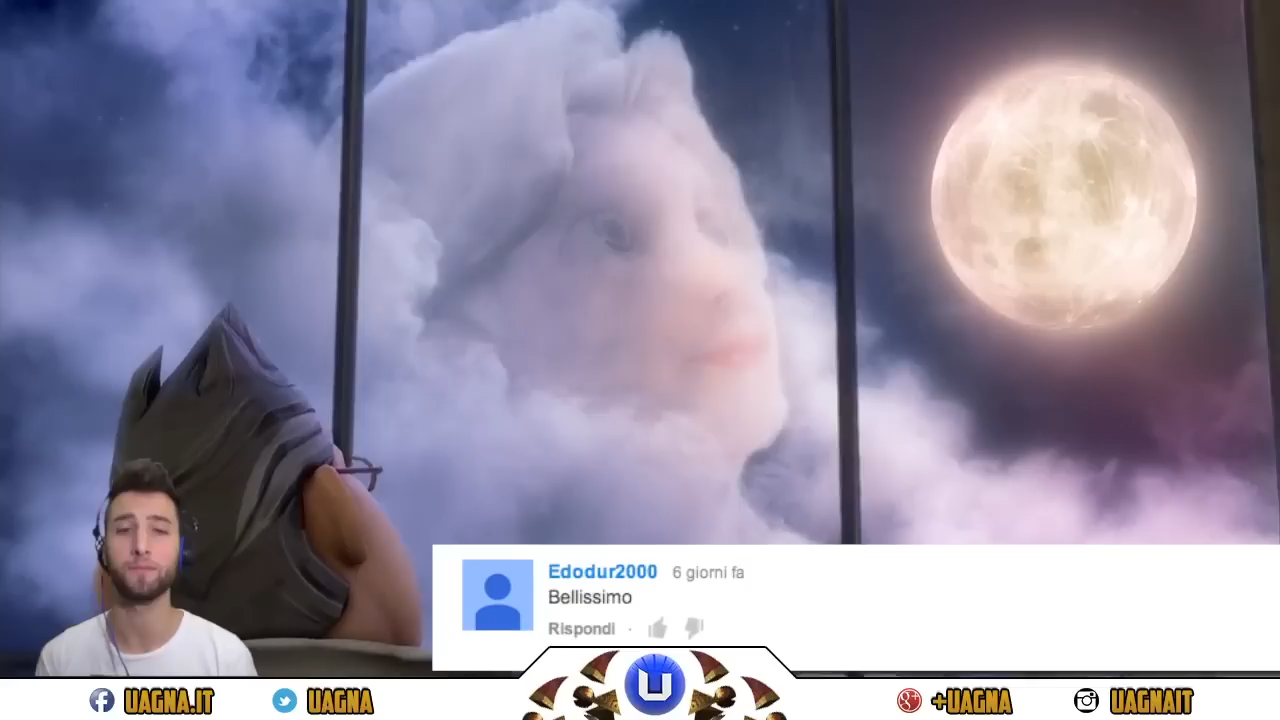 Edodur2000 6 giorni fa
Bellissimo
Rispondi ·
UAGNA.IT UAGNA U +UAGNA UAGNAIT